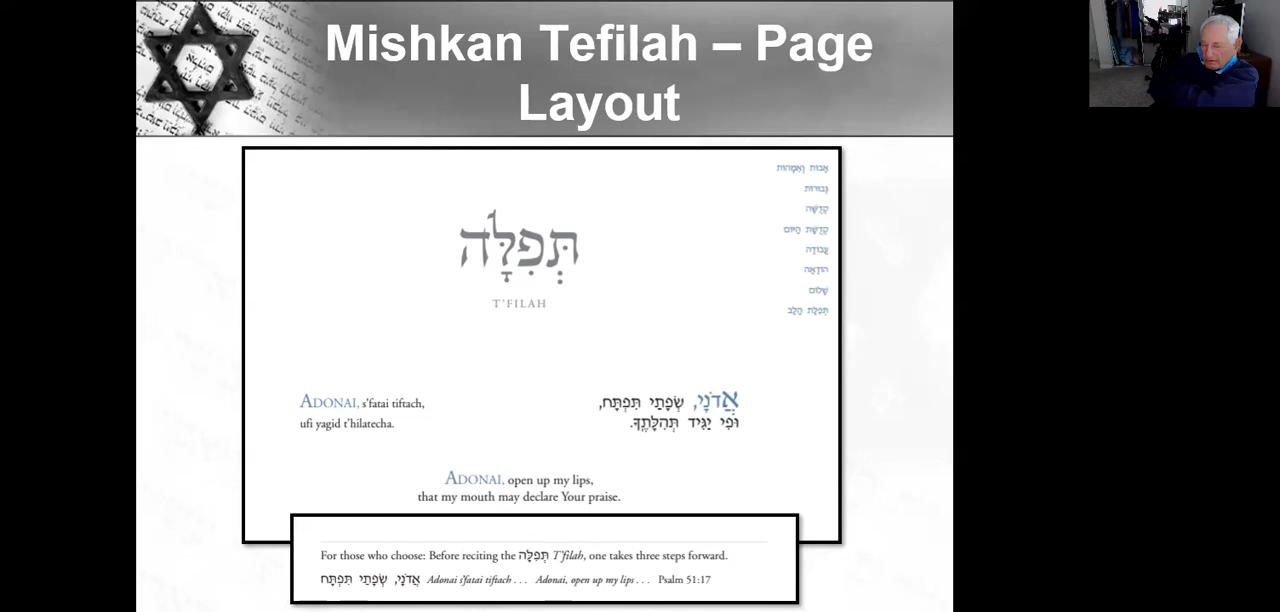 Mishkan Tefilah – Page
Layout
אָבוֹת וְאִמָּהוֹת
גְּבוּרוֹת
קְדֻשָּׁה
קְדֻשַּׁת הַיּוֹם
עֲבוֹדָה
הוֹדָאָה
שָׁלוֹם
תְּפִלַּת הַלֵּב
תְּפִלָּה
T'FILAH
ADONAI, s'fatai tiftach,
ufi yagid t'hilatecha.
אֲדֹנָי, שְׂפָתַי תִּפְתָּח,
וּפִי יַגִּיד תְּהִלָּתֶךָ.
ADONAI, open up my lips,
that my mouth may declare Your praise.
For those who choose: Before reciting the תְּפִלָּה T'filah, one takes three steps forward.
אֲדֹנָי, שְׂפָתַי תִּפְתָּח Adonai s'fatai tiftach . . . Adonai, open up my lips . . . Psalm 51:17